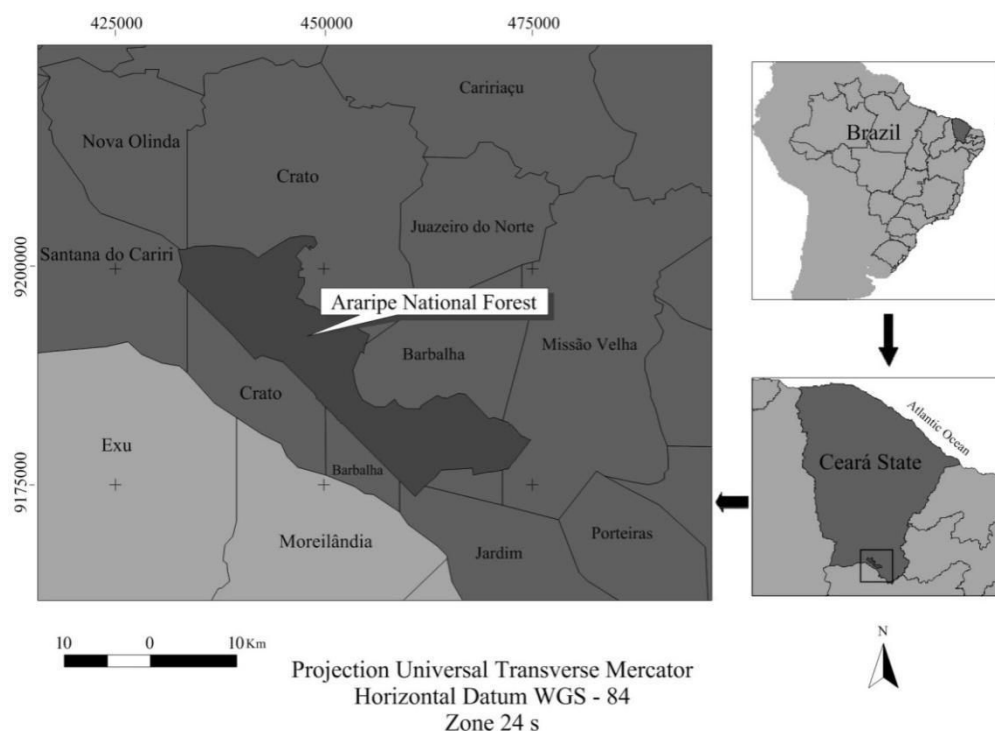 425000 450000 475000
Caririaçu
Nova Olinda
Crato
Juazeiro do Norte
Santana do Cariri
9200000
Araripe National Forest
Barbalha
Missão Velha
Crato
Exu
Barbalha
9175000
Moreilândia
Jardim
Porteiras
Brazil
Atlantic Ocean
Ceará State
N
10 0 10 Km
Projection Universal Transverse Mercator
Horizontal Datum WGS - 84
Zone 24 s